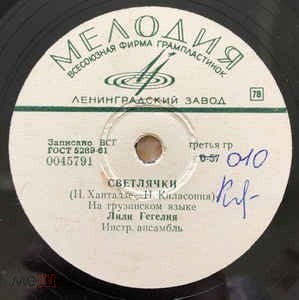 МЕЛОДИЯ
ВСЕСОЮЗНАЯ ФИРМА ГРАМПЛАСТИНОК
ЛЕНИНГРАДСКИЙ ЗАВОД
78
Записано ВСГ
третья гр
ГОСТ 5289-61
0-57 010
0045791
СВЕТЛЯЧКИ
На грузинском языке
Лили Гегелия
Инстр. ансамбль